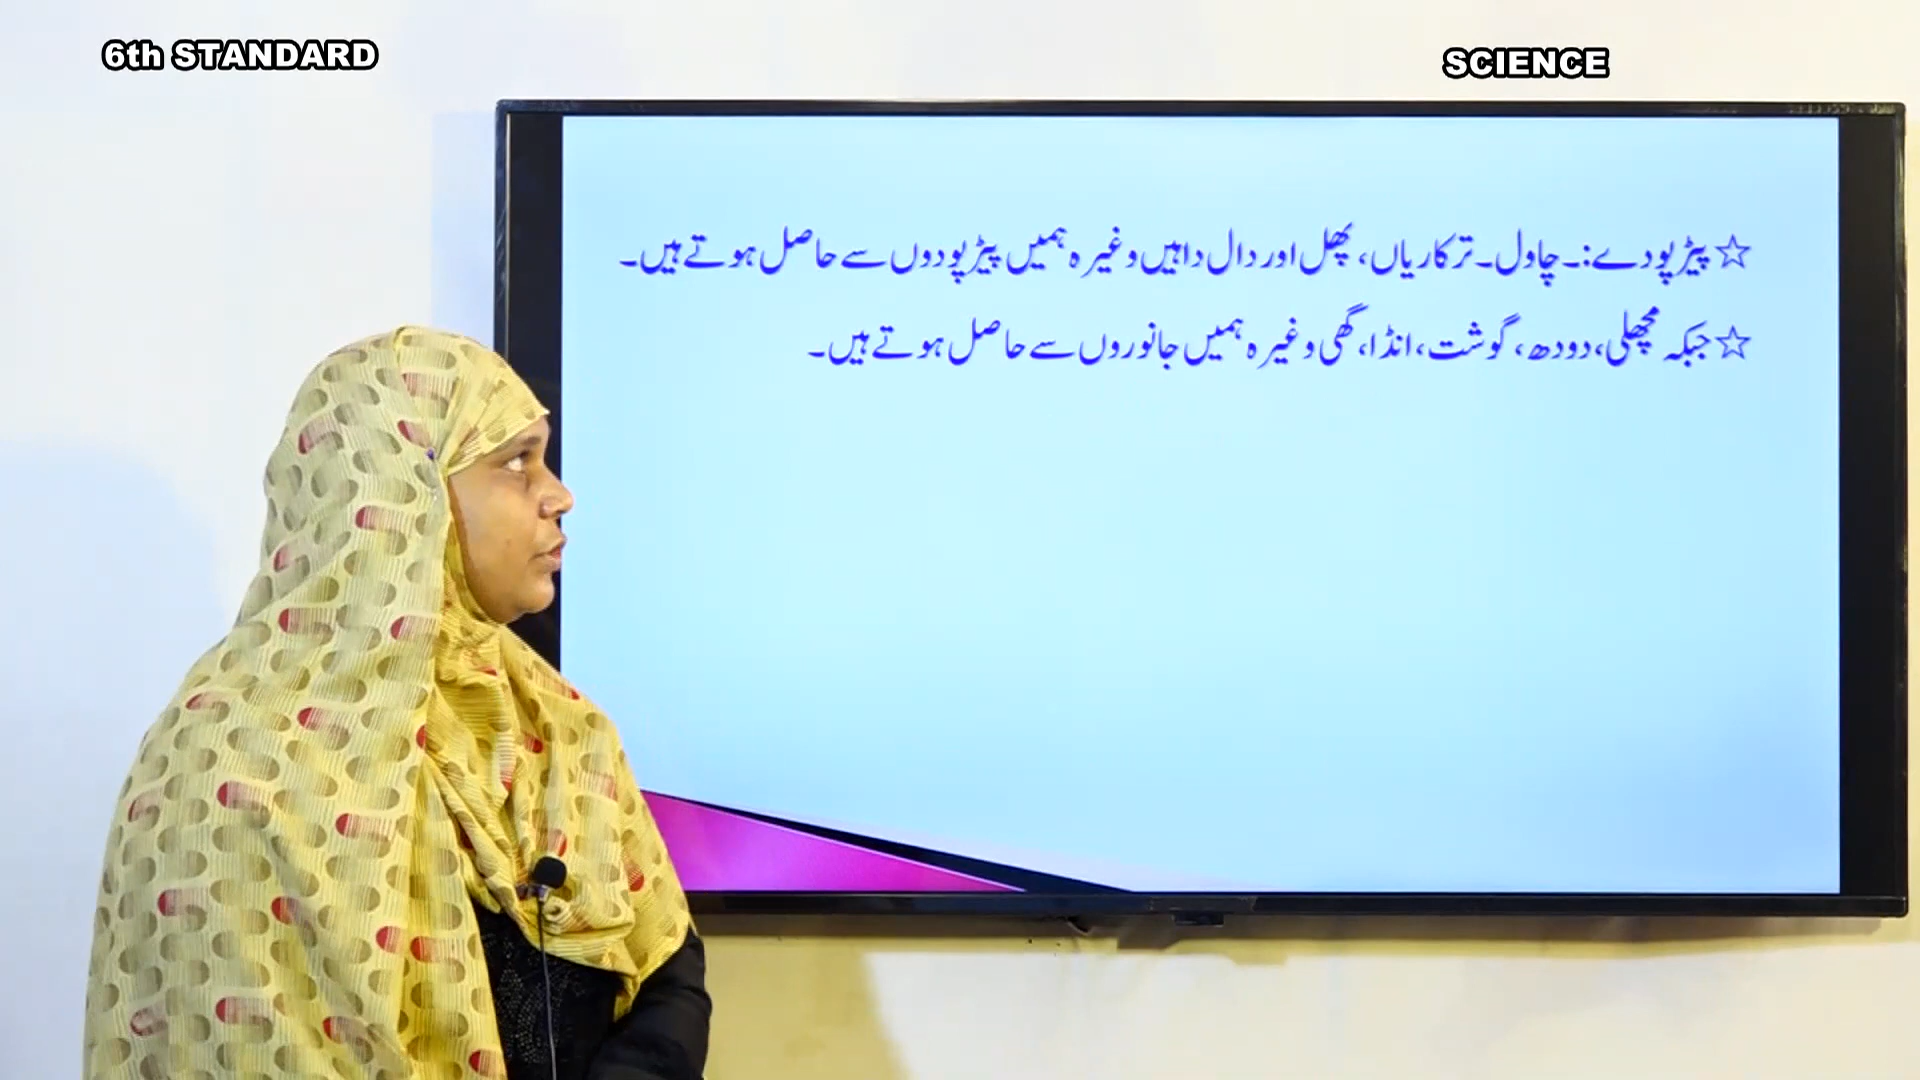 6th STANDARD
SCIENCE
☆ پیڑ پودے:۔ چاول۔ ترکاریاں، پھل اور دال داہیں وغیرہ ہمیں پیڑ پودوں سے حاصل ہوتے ہیں۔
☆ جبکہ مچھلی، دودھ، گوشت، انڈا، گھی وغیرہ ہمیں جانوروں سے حاصل ہوتے ہیں۔